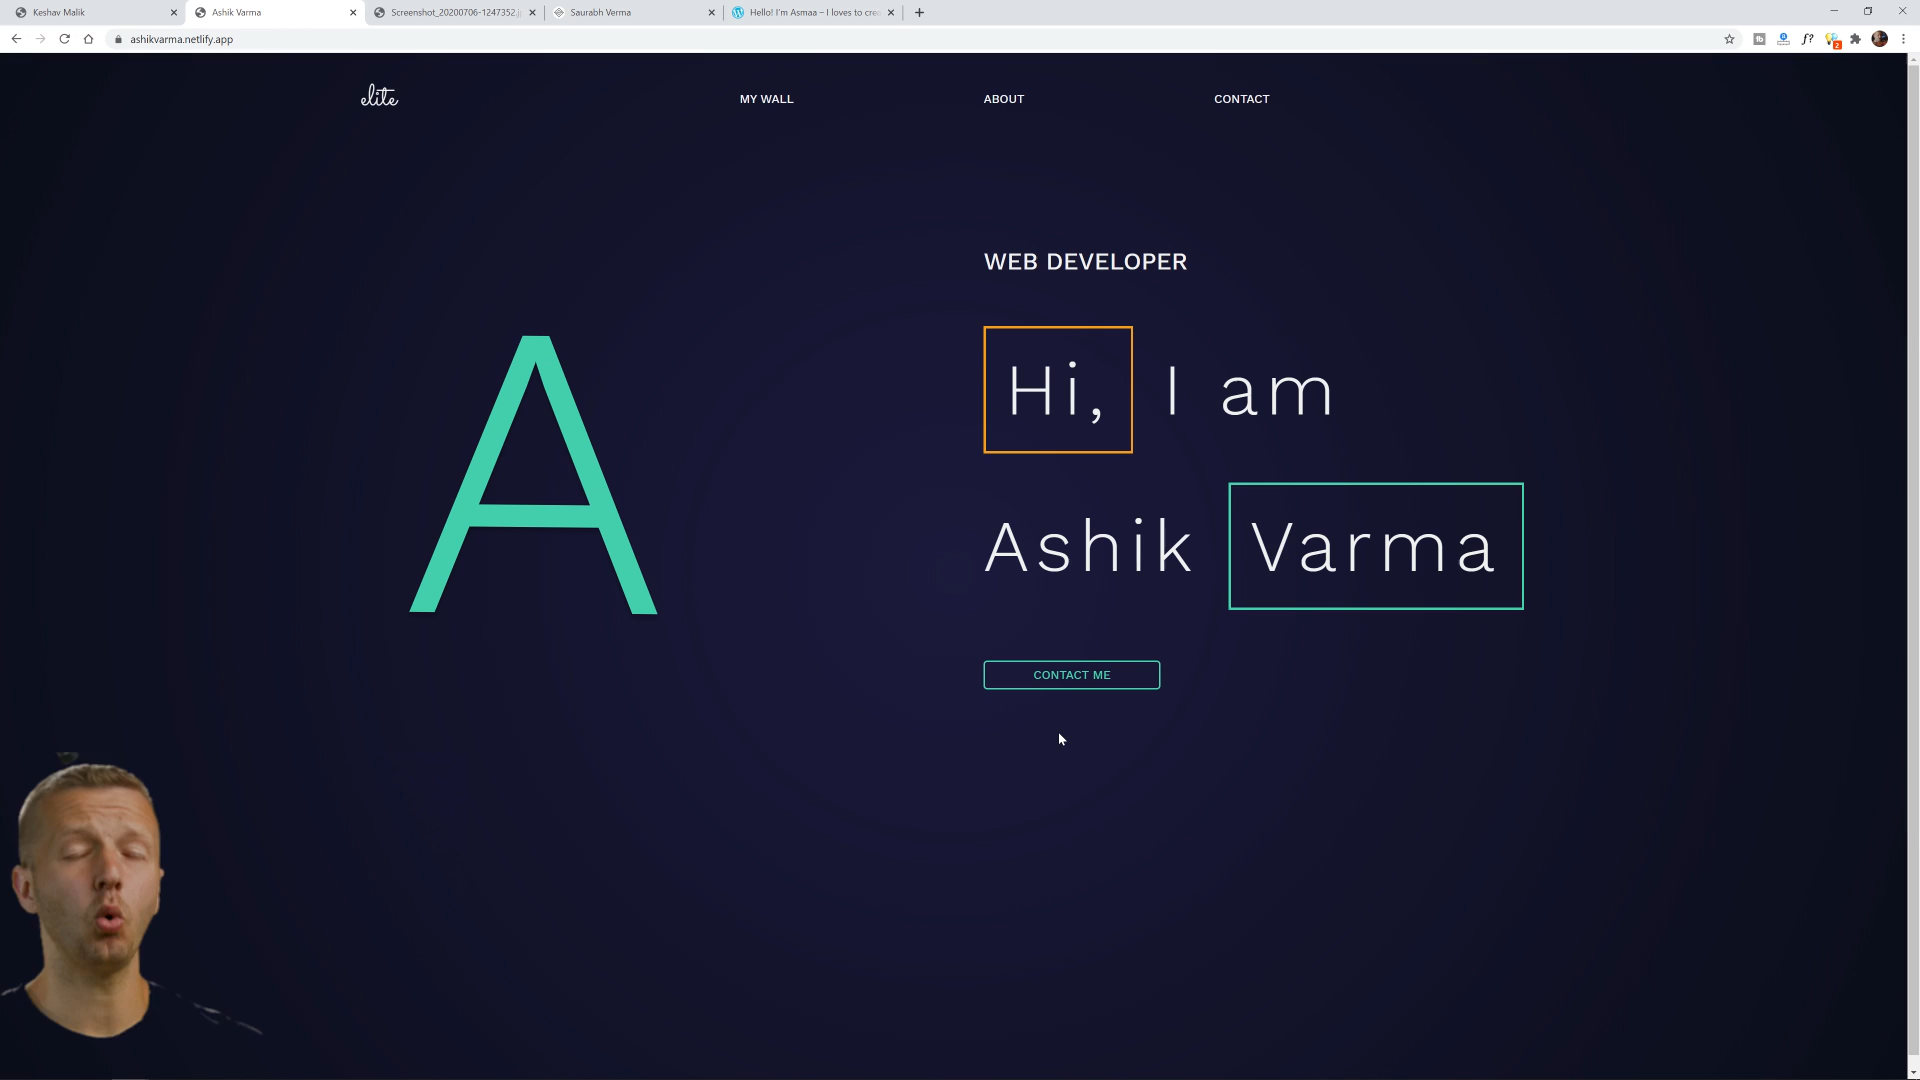 Keshav Malik
Ashik Varma
Screenshot_20200706-1247352.j
Saurabh Verma
Hello! I'm Asmaa – I loves to cre
ashikvarma.netlify.app
f?
2
elite
MY WALL
ABOUT
CONTACT
WEB DEVELOPER
A
Hi, I am
Ashik Varma
CONTACT ME